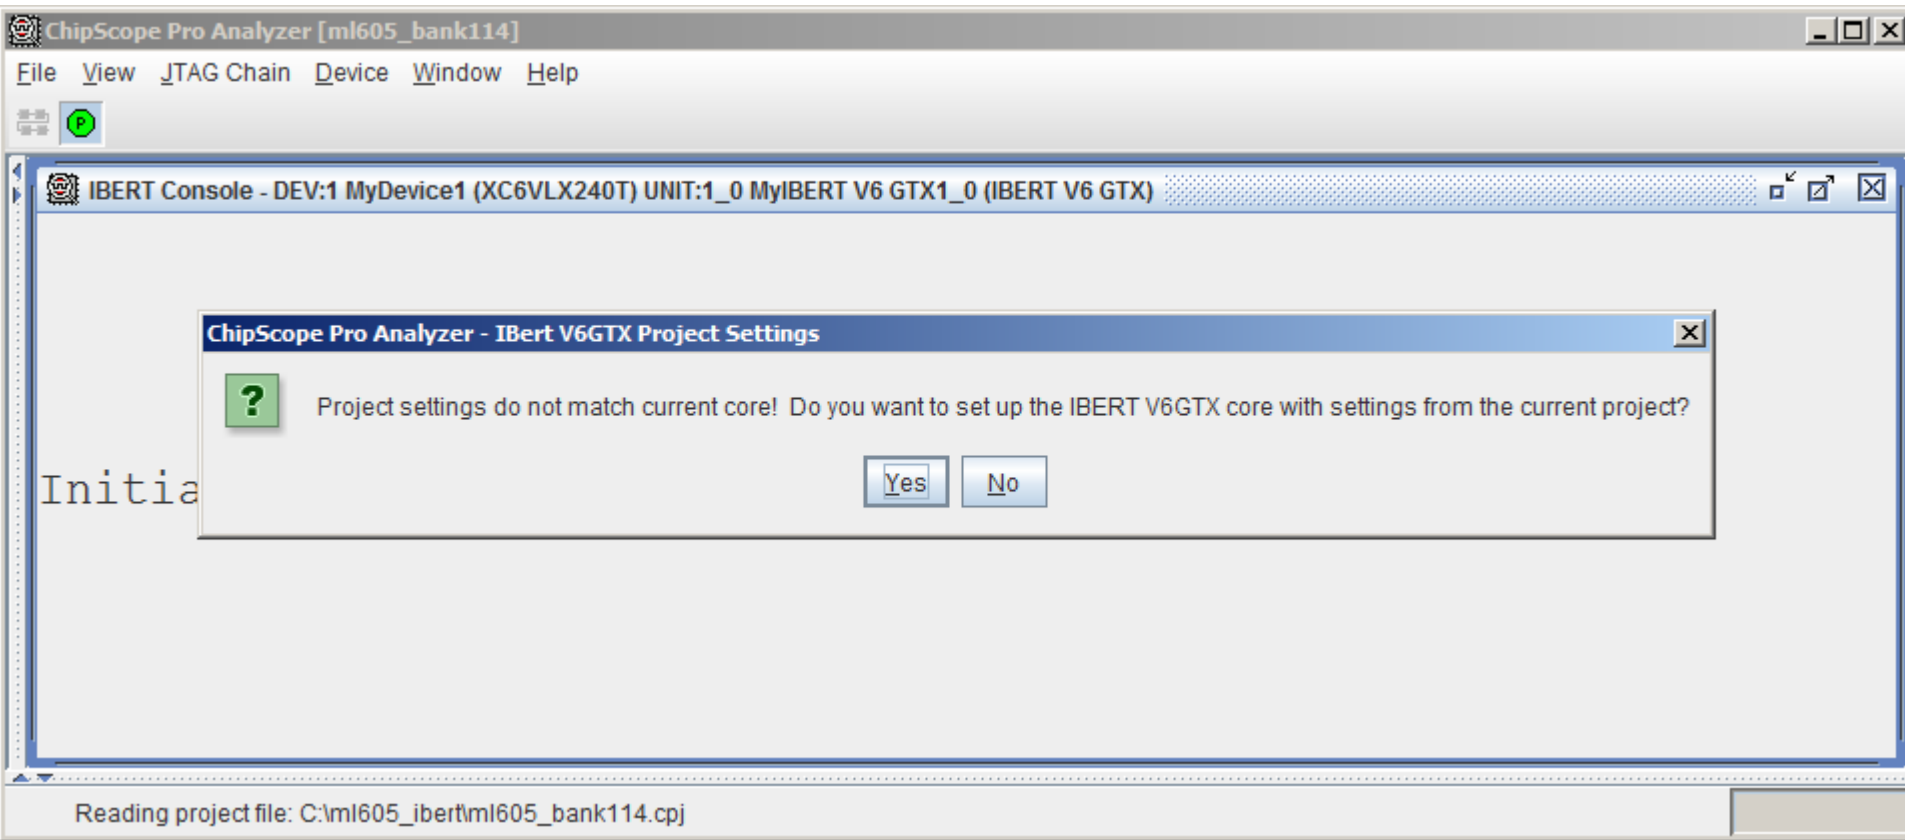 ChipScope Pro Analyzer [ml605_bank114]
File View JTAG Chain Device Window Help
P
IBERT Console - DEV:1 MyDevice1 (XC6VLX240T) UNIT:1_0 MyIBERT V6 GTX1_0 (IBERT V6 GTX)
ChipScope Pro Analyzer - IBert V6GTX Project Settings
? Project settings do not match current core! Do you want to set up the IBERT V6GTX core with settings from the current project?
Yes No
Initia
Reading project file: C:\ml605_ibert\ml605_bank114.cpj